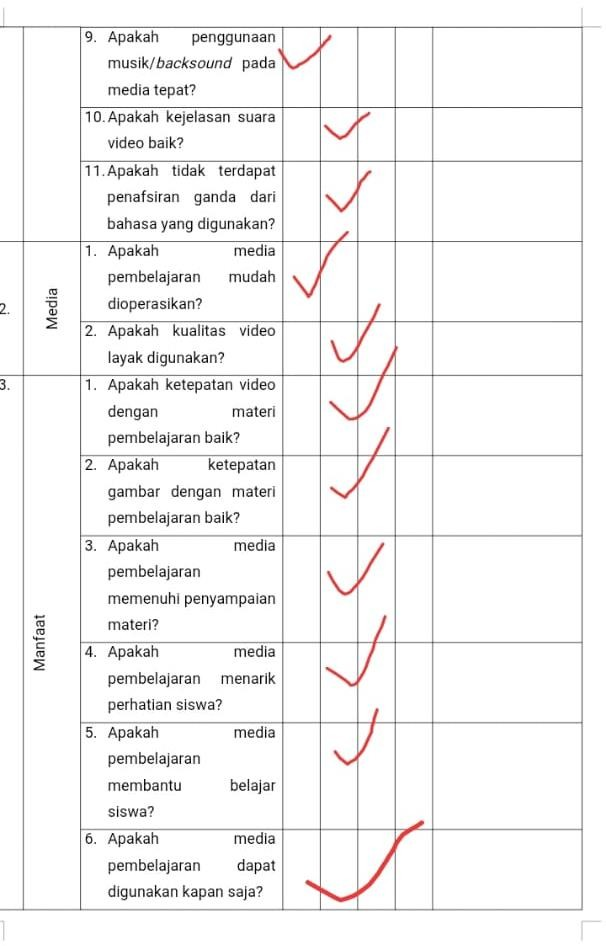 9. Apakah penggunaan
musik/backsound pada
media tepat?
10. Apakah kejelasan suara
video baik?
11. Apakah tidak terdapat
penafsiran ganda dari
bahasa yang digunakan?
2.
Media
1. Apakah media
pembelajaran mudah
dioperasikan?
2. Apakah kualitas video
layak digunakan?
3.
Manfaat
1. Apakah ketepatan video
dengan materi
pembelajaran baik?
2. Apakah ketepatan
gambar dengan materi
pembelajaran baik?
3. Apakah media
pembelajaran
memenuhi penyampaian
materi?
4. Apakah media
pembelajaran menarik
perhatian siswa?
5. Apakah media
pembelajaran
membantu belajar
siswa?
6. Apakah media
pembelajaran dapat
digunakan kapan saja?